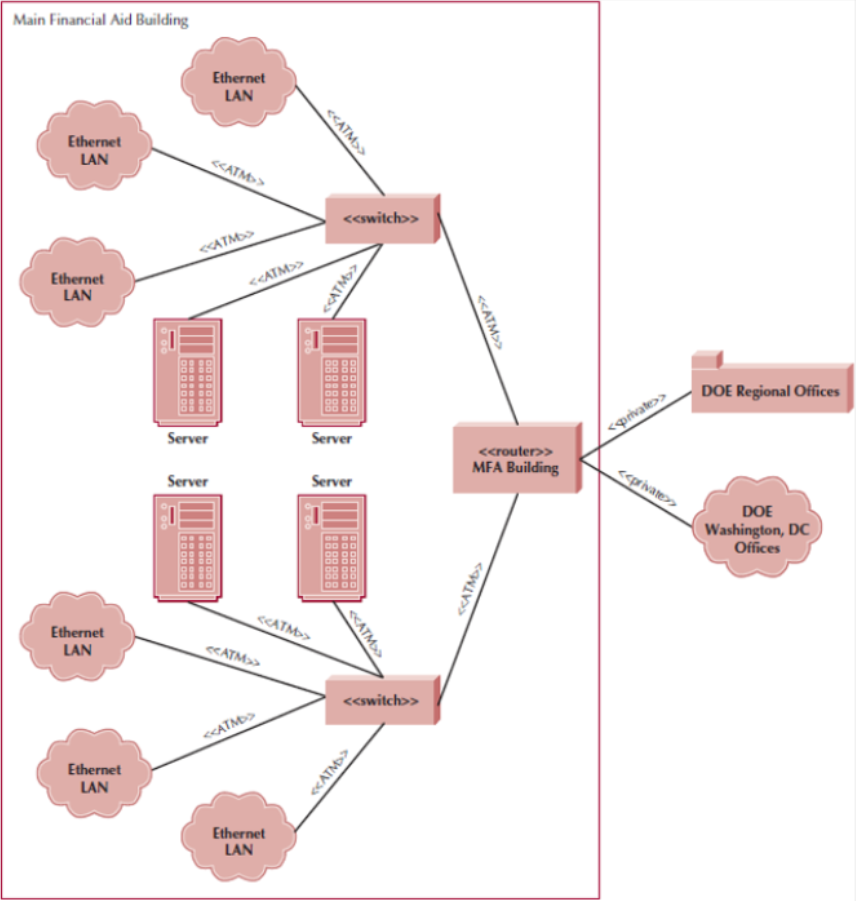 Main Financial Aid Building
Ethernet
LAN
<<ATM>>
Ethernet
LAN
<<ATM>>
<<switch>>
<<ATM>>
Ethernet
LAN
<<ATM>>
<<ATM>>
<<ATM>>
Server
Server
DOE Regional Offices
<<private>>
<<router>>
MFA Building
<<private>>
DOE
Washington, DC
Offices
Server
Server
<<ATM>>
<<ATM>>
<<ATM>>
Ethernet
LAN
<<ATM>>
<<switch>>
<<ATM>>
Ethernet
LAN
<<ATM>>
Ethernet
LAN